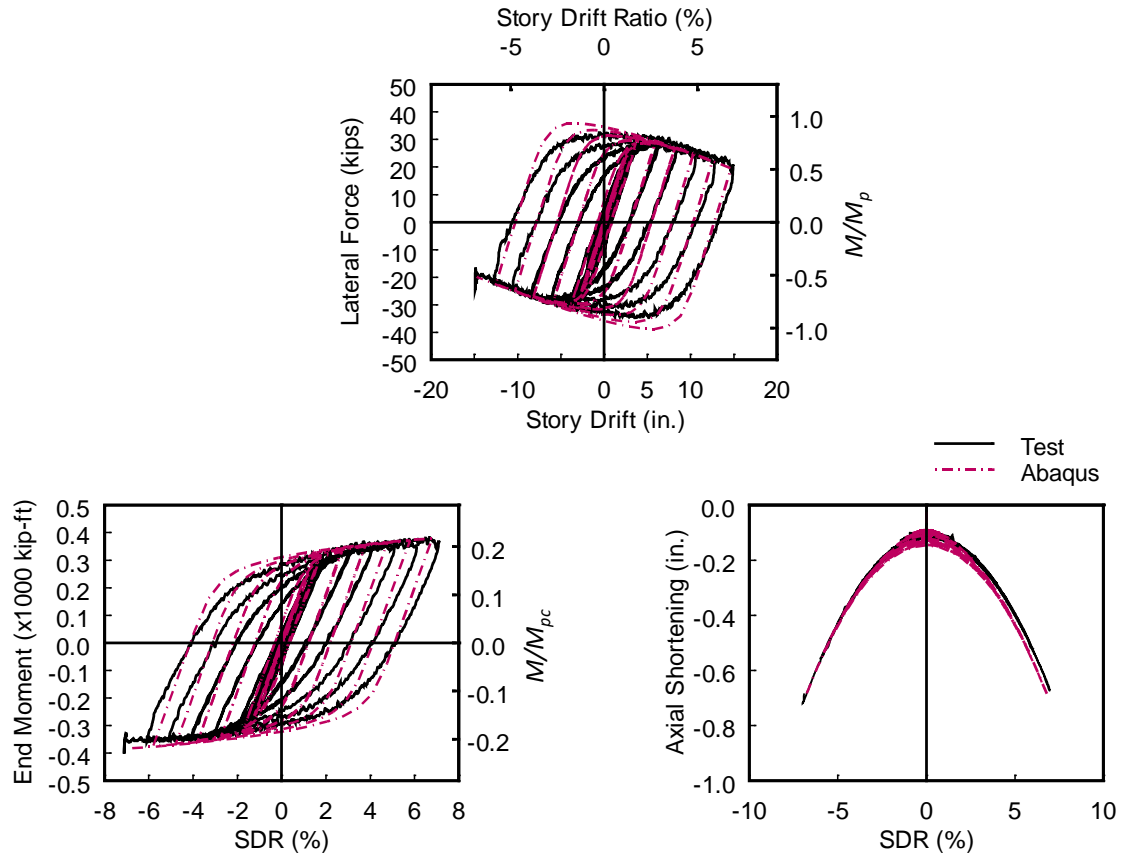 Story Drift Ratio (%)
-5 0 5
50
40
30
20
10
0
-10
-20
-30
-40
-50
Lateral Force (kips)
1.0
0.5
0.0
-0.5
-1.0
M/Mp
-20 -10 0 5 10 20
Story Drift (in.)
Test
Abaqus
0.5
0.4
0.3
0.2
0.1
0.0
-0.1
-0.2
-0.3
-0.4
-0.5
End Moment (x1000 kip-ft)
0.2
0.1
0.0
-0.1
-0.2
M/Mpc
-8 -6 -4 -2 0 2 4 6 8
SDR (%)
0.0
-0.2
-0.4
-0.6
-0.8
-1.0
Axial Shortening (in.)
-10 -5 0 5 10
SDR (%)